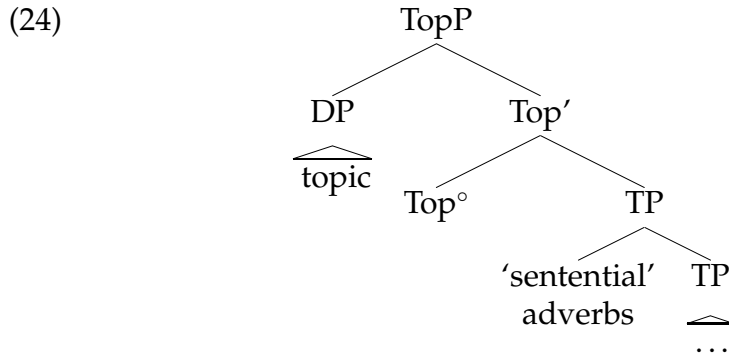 (24) TopP
DP Top’
topic Top° TP
‘sentential’ TP
adverbs
...